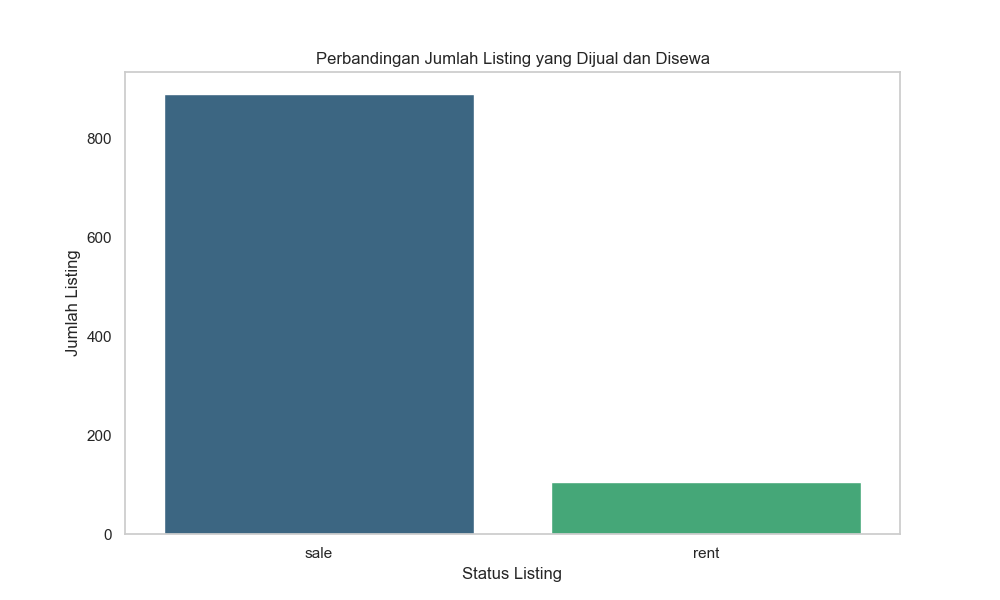 Perbandingan Jumlah Listing yang Dijual dan Disewa
Jumlah Listing
800
600
400
200
0
sale
rent
Status Listing